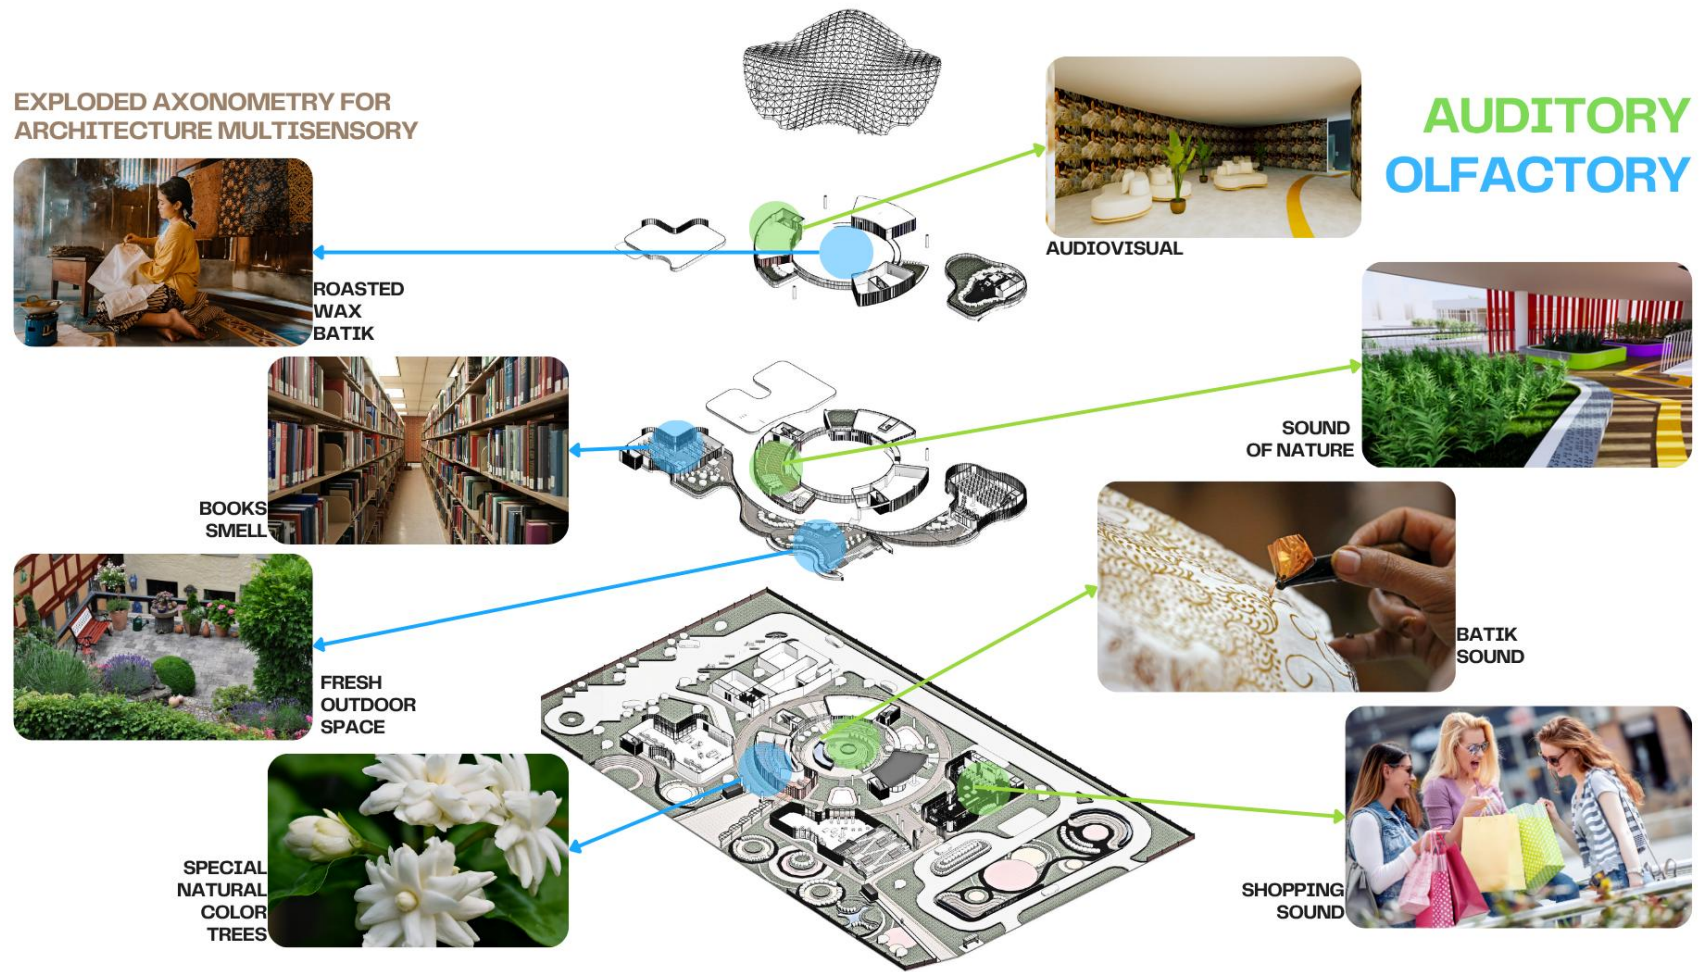 EXPLODED AXONOMETRY FOR
ARCHITECTURE MULTISENSORY
AUDITORY
OLFACTORY
AUDIOVISUAL
ROASTED
WAX
BATIK
SOUND
OF NATURE
BOOKS
SMELL
BATIK
SOUND
FRESH
OUTDOOR
SPACE
SPECIAL
NATURAL
COLOR
TREES
SHOPPING
SOUND